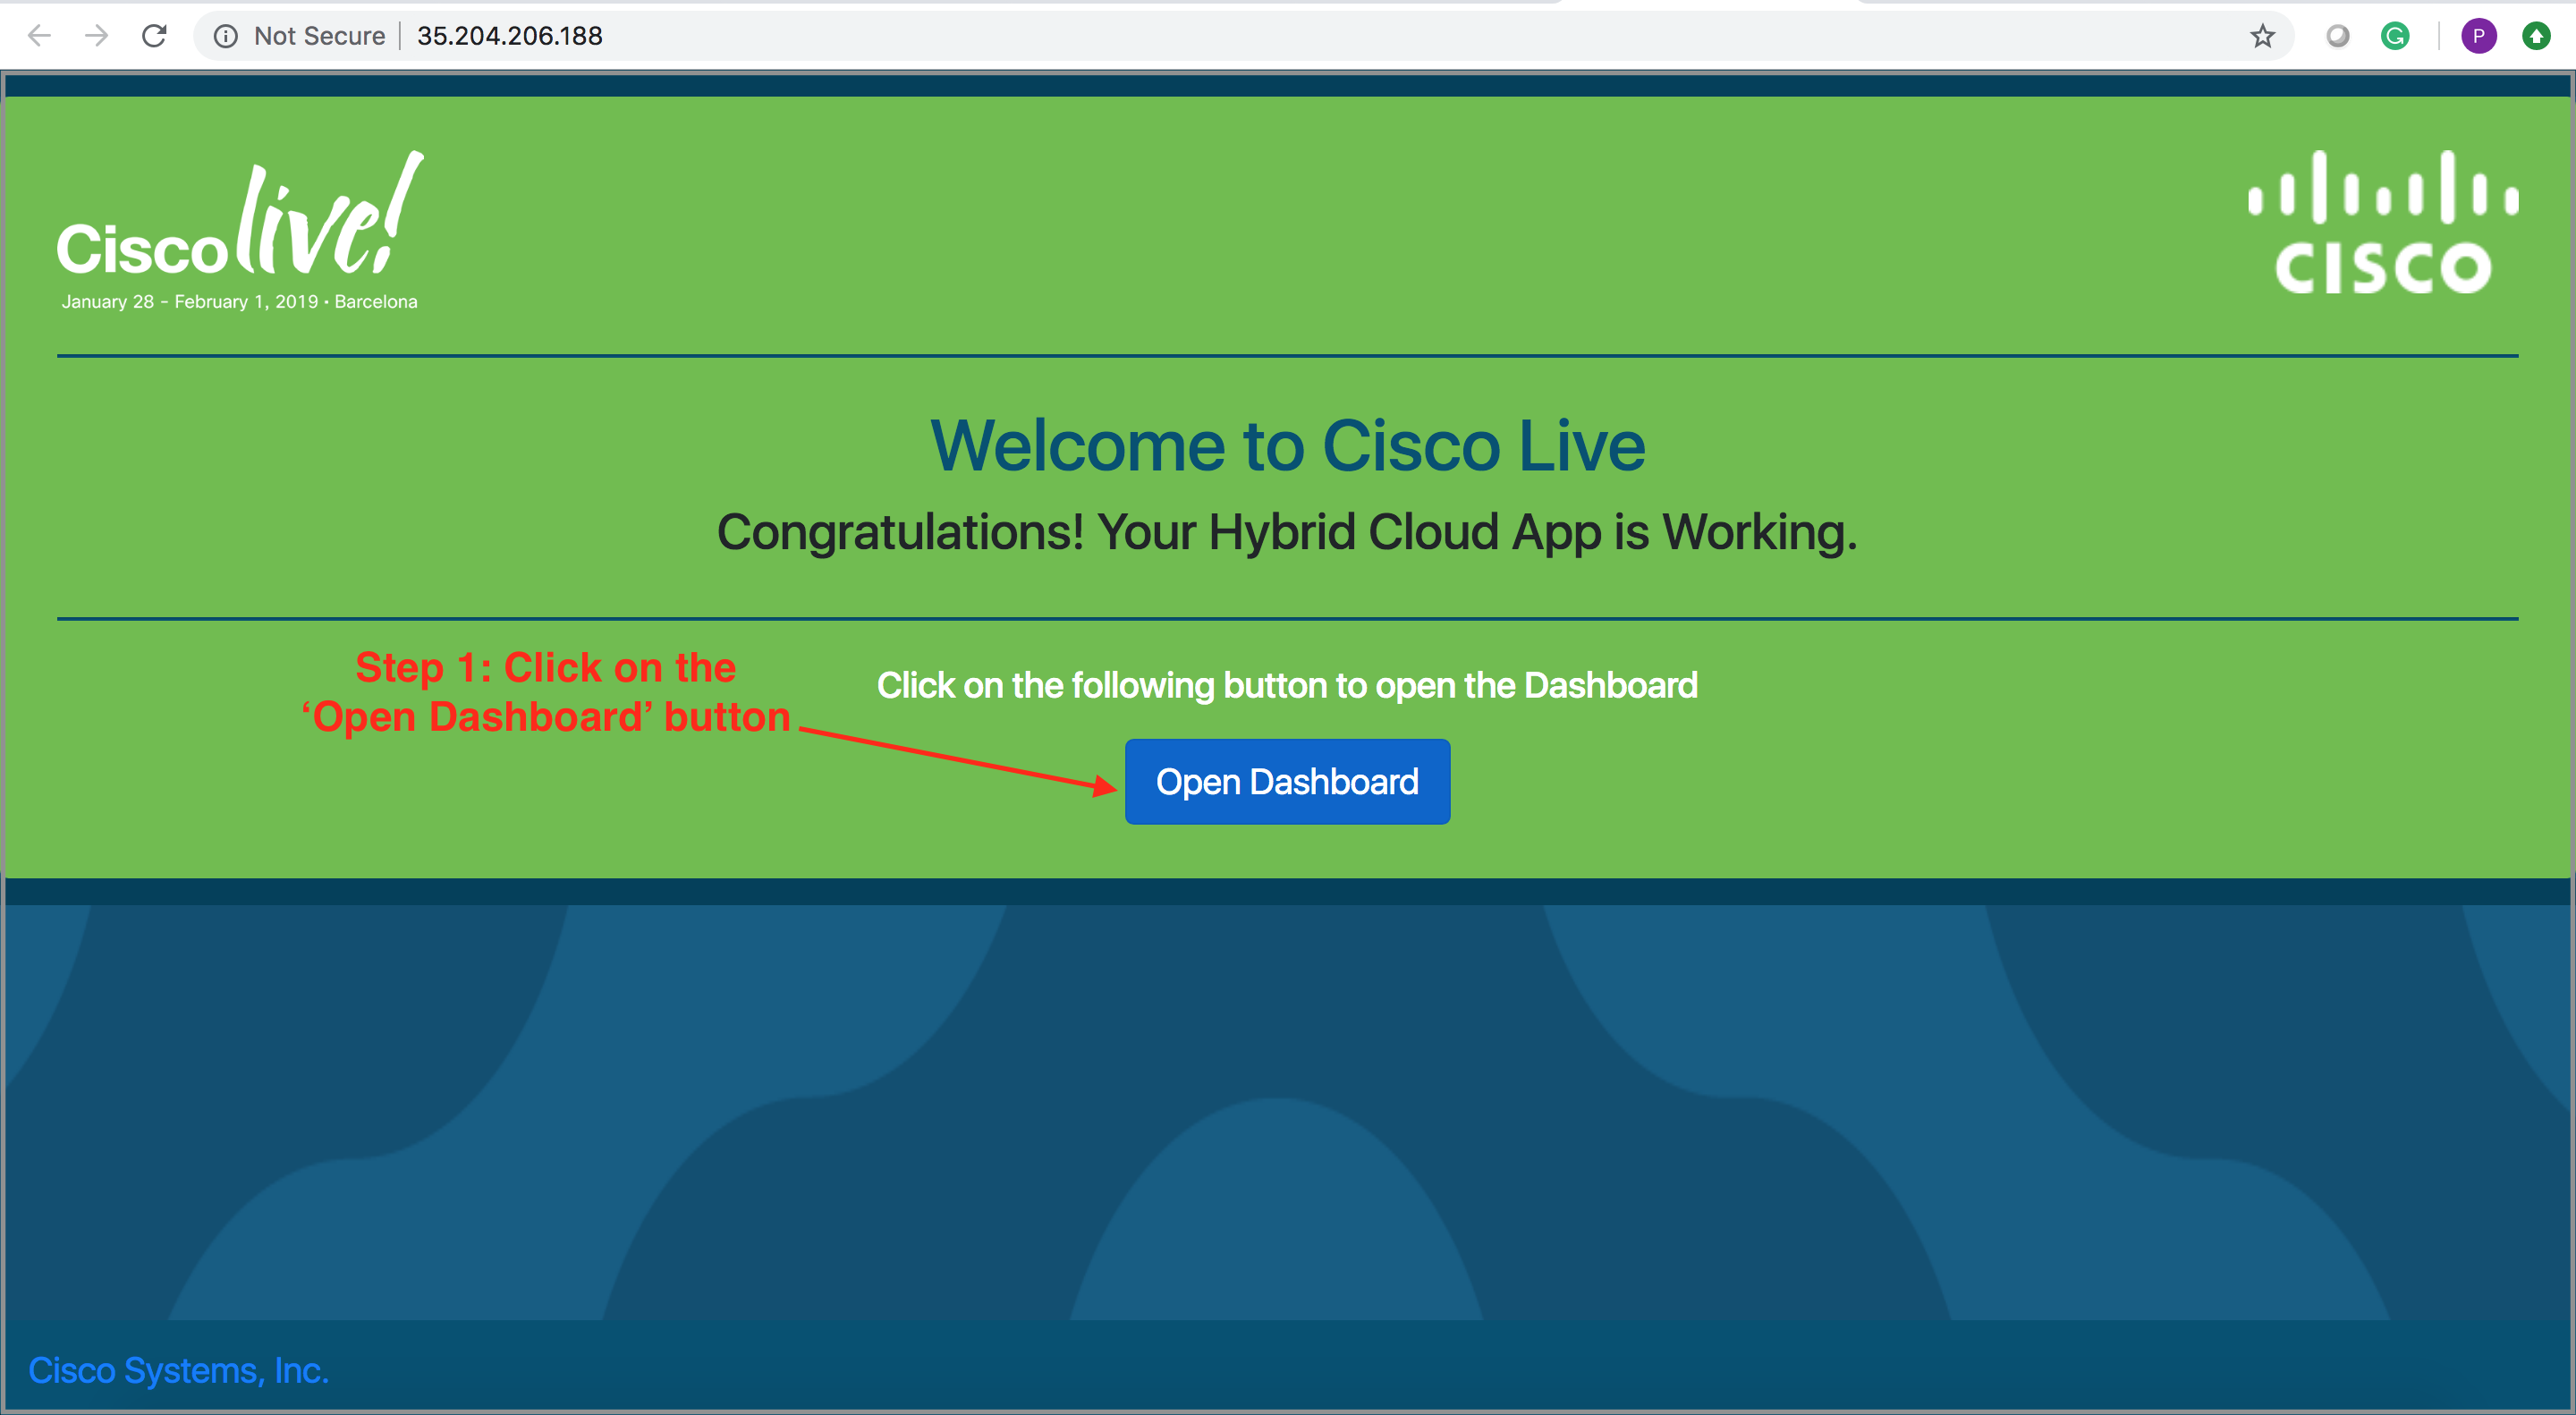 Not Secure 35.204.206.188
P
Cisco live!
January 28 - February 1, 2019 • Barcelona
CISCO
Welcome to Cisco Live
Congratulations! Your Hybrid Cloud App is Working.
Step 1: Click on the
‘Open Dashboard’ button
Click on the following button to open the Dashboard
Open Dashboard
Cisco Systems, Inc.